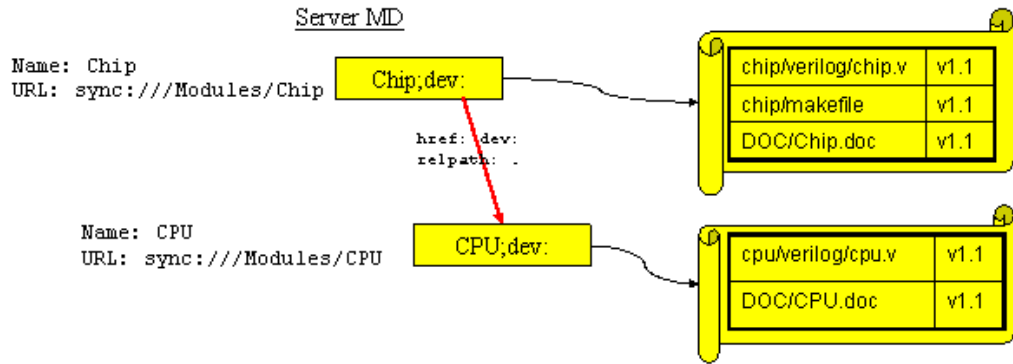 Server MD
Name: Chip
URL: sync:///Modules/Chip
Chip;dev:
chip/verilog/chip.v v1.1
chip/makefile v1.1
DOC/Chip.doc v1.1
href: dev:
relpath: .
Name: CPU
URL: sync:///Modules/CPU
CPU;dev:
cpu/verilog/cpu.v v1.1
DOC/CPU.doc v1.1